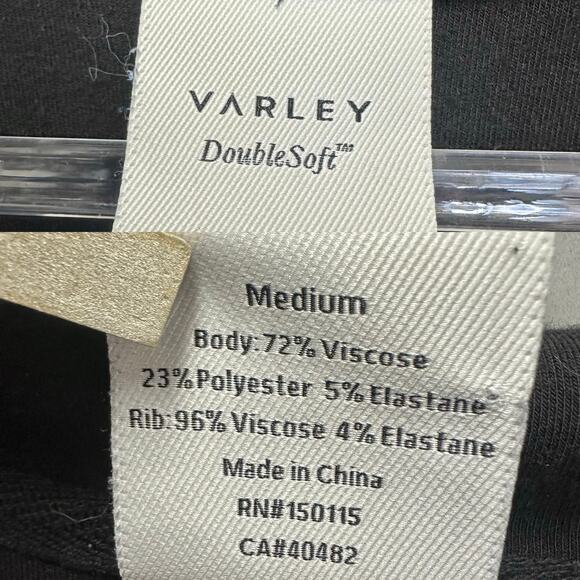 VARLEY
DoubleSoft™
Medium
Body:72% Viscose
23% Polyester 5% Elastane
Rib:96% Viscose 4% Elastane
Made in China
RN#150115
CA#40482